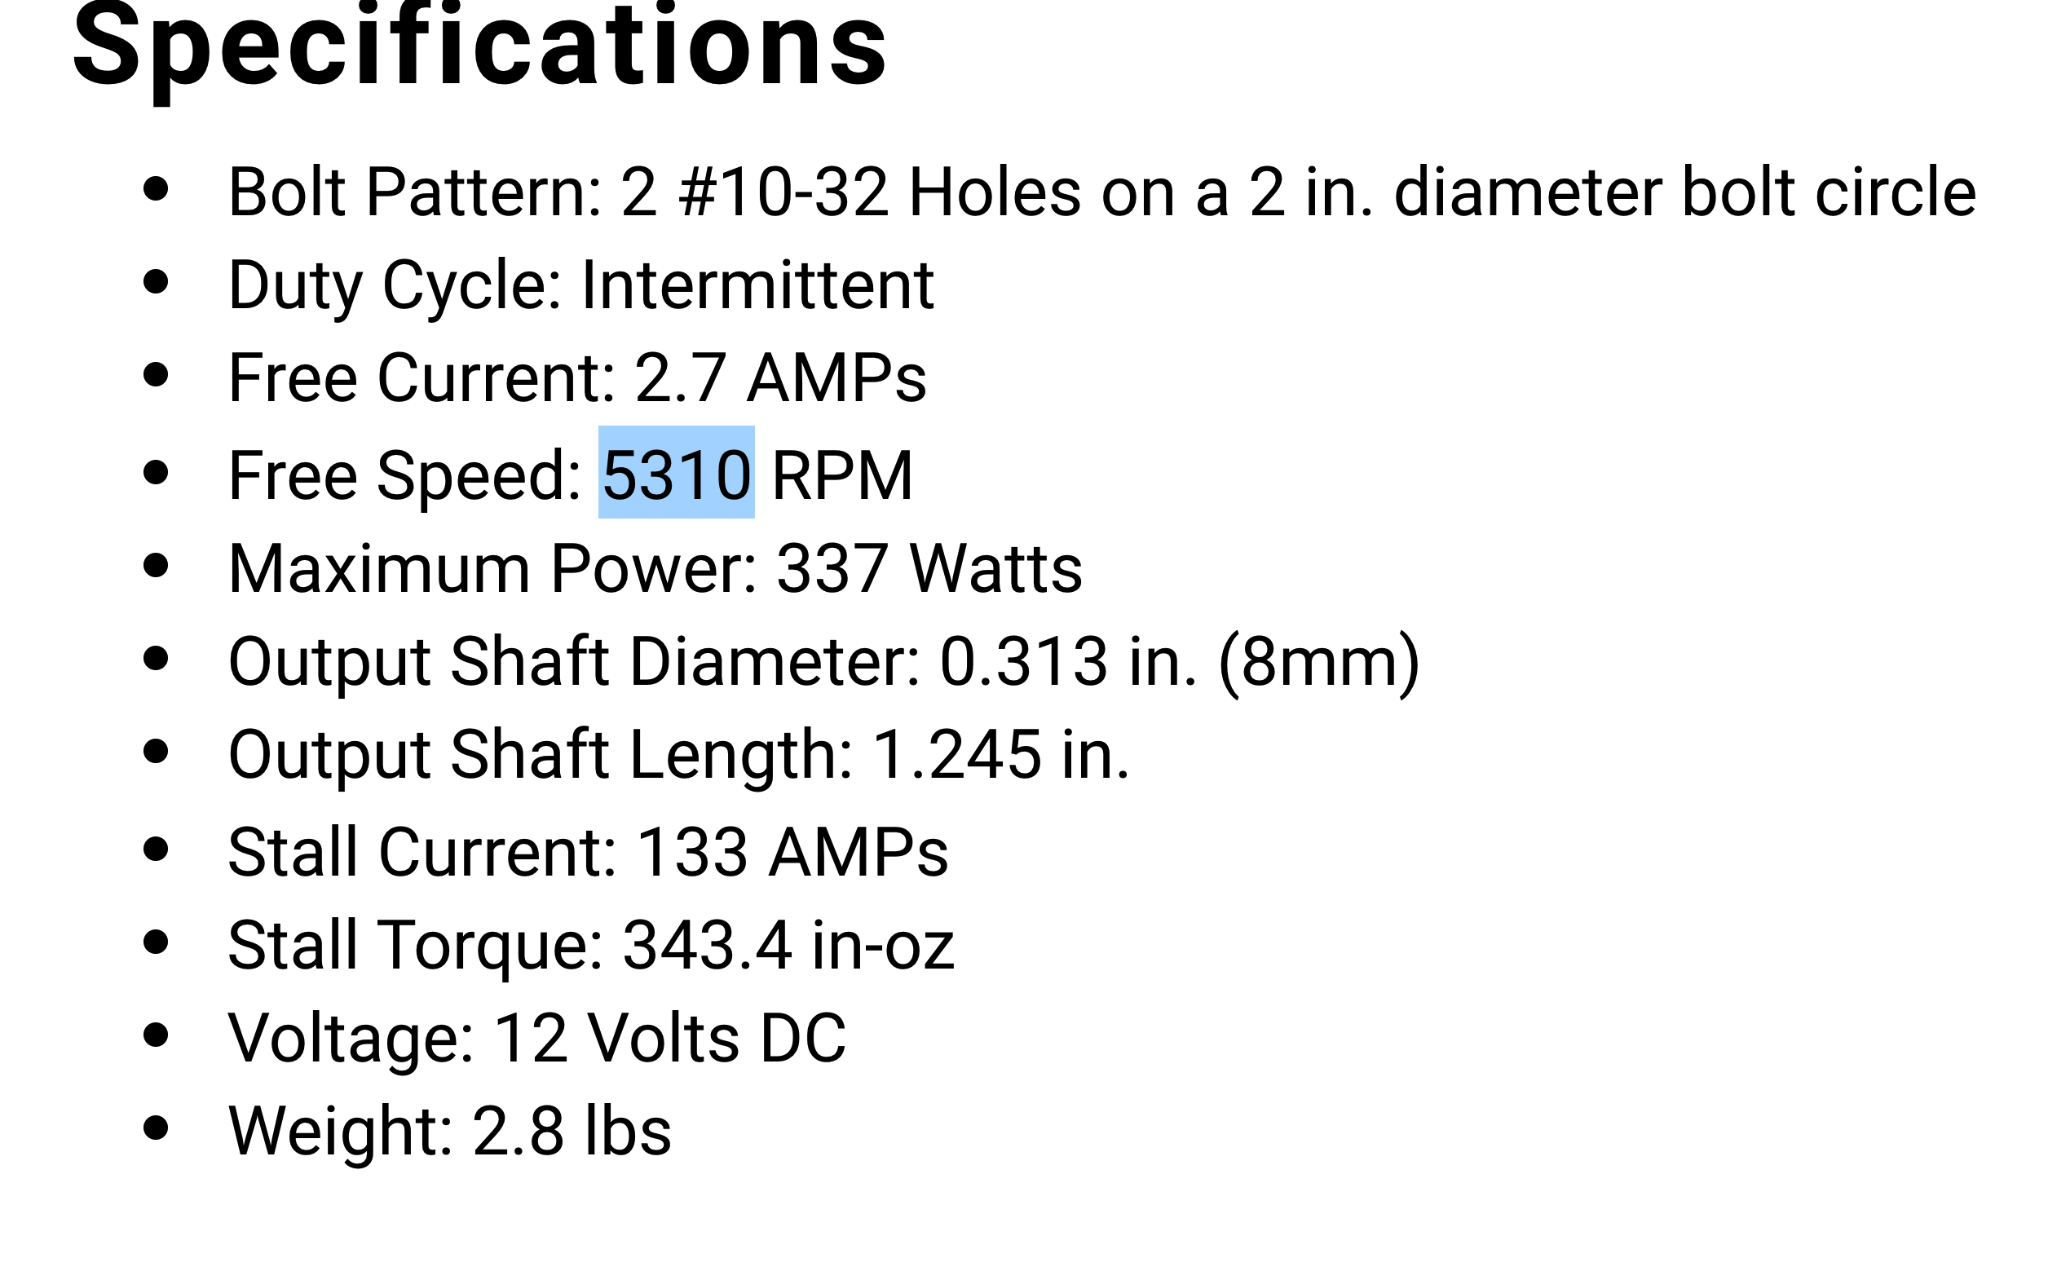 Specifications
• Bolt Pattern: 2 #10-32 Holes on a 2 in. diameter bolt circle
• Duty Cycle: Intermittent
• Free Current: 2.7 AMPs
• Free Speed: 5310 RPM
• Maximum Power: 337 Watts
• Output Shaft Diameter: 0.313 in. (8mm)
• Output Shaft Length: 1.245 in.
• Stall Current: 133 AMPs
• Stall Torque: 343.4 in-oz
• Voltage: 12 Volts DC
• Weight: 2.8 lbs